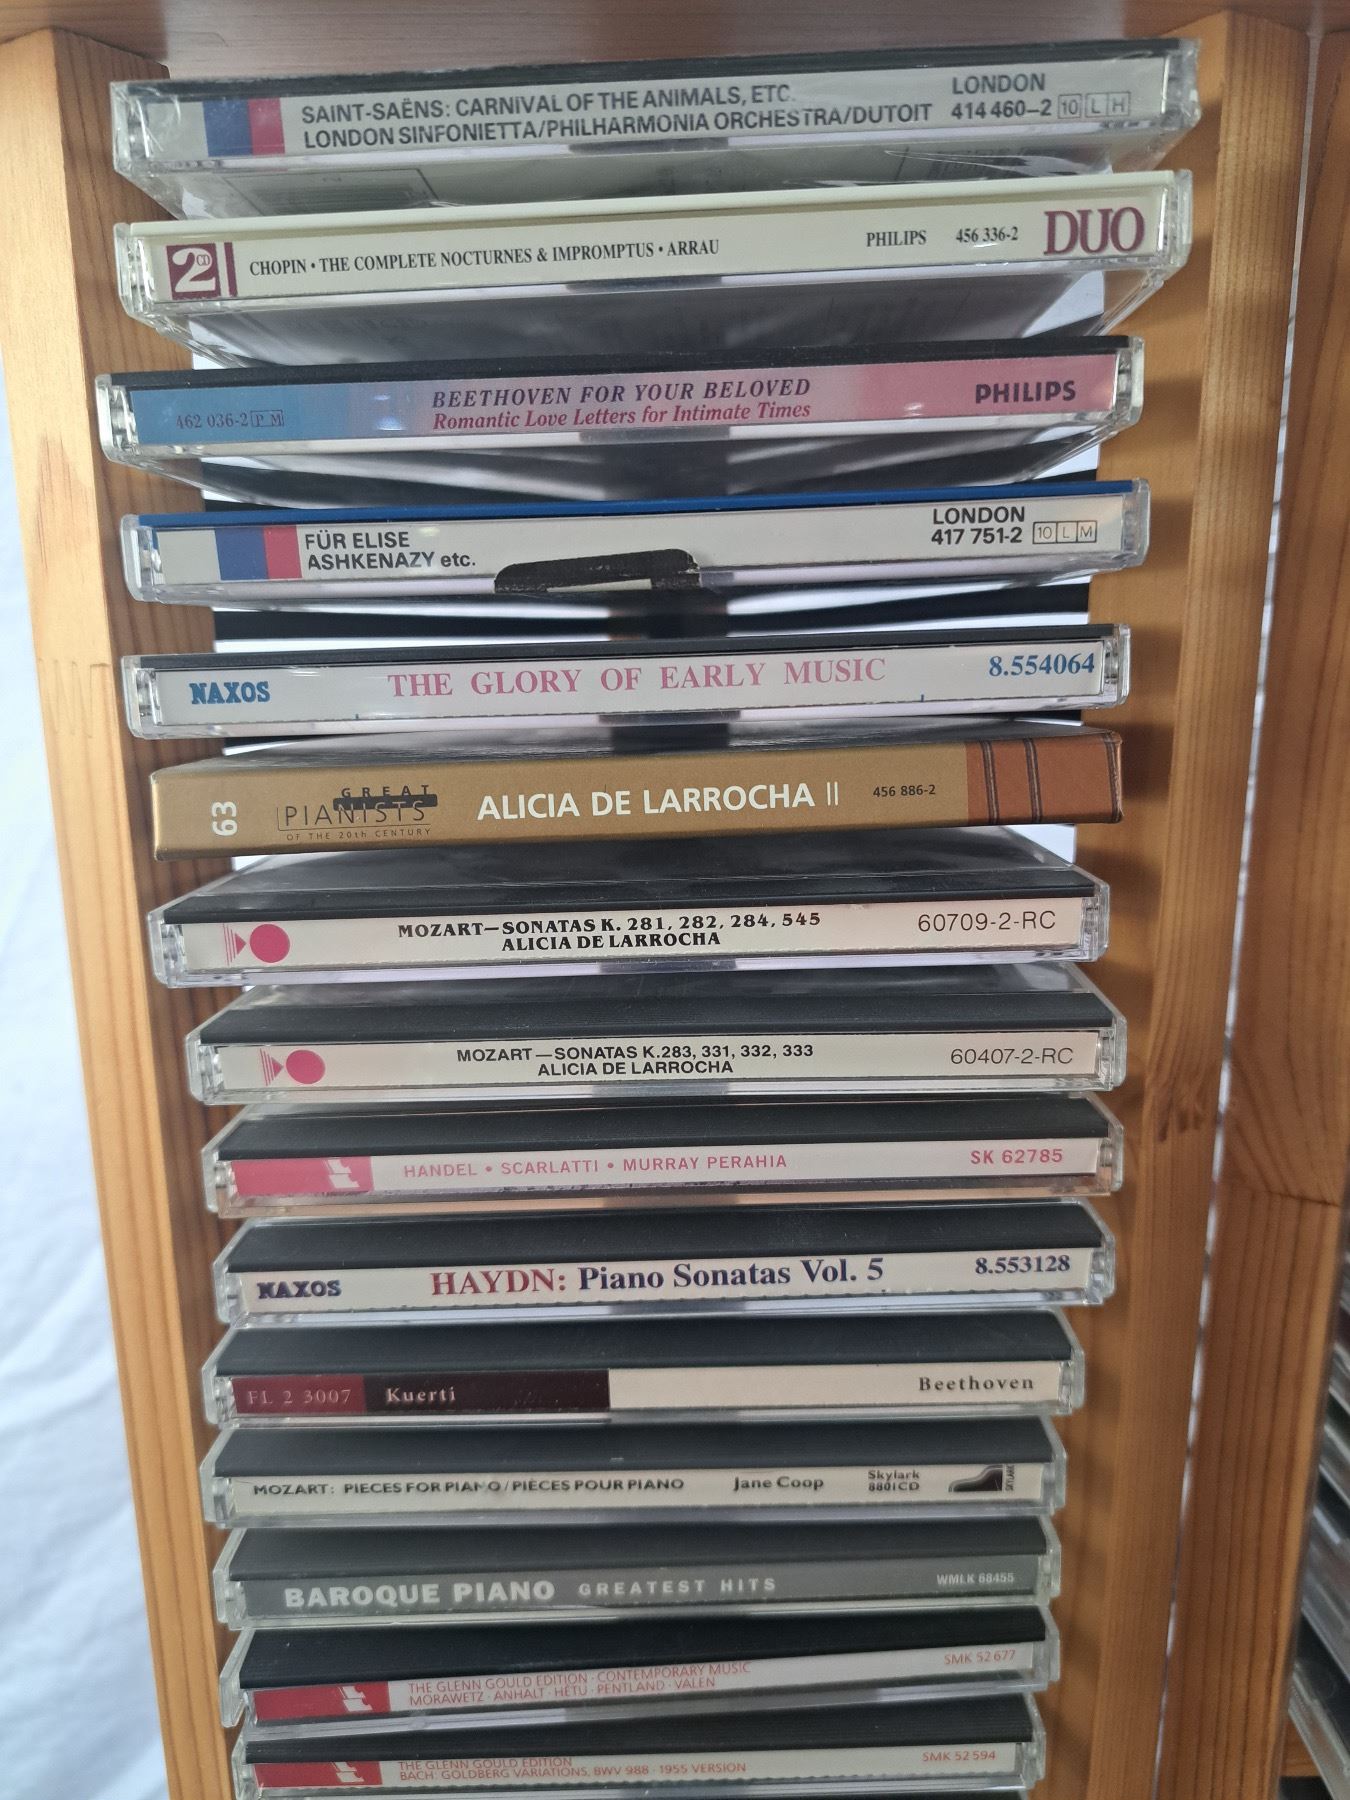 SAINT-SAËNS: CARNIVAL OF THE ANIMALS, ETC.
LONDON SINFONIETTA/PHILHARMONIA ORCHESTRA/DUTOIT
LONDON
414 460-2 10 L H
2 CD
CHOPIN • THE COMPLETE NOCTURNES & IMPROMPTUS • ARRAU
PHILIPS 456 336-2 DUO
462 036-2 P M
BEETHOVEN FOR YOUR BELOVED
Romantic Love Letters for Intimate Times
PHILIPS
FÜR ELISE
ASHKENAZY etc.
LONDON
417 751-2 10 L M
NAXOS THE GLORY OF EARLY MUSIC 8.554064
63
GREAT
PIANISTS
OF THE 20th CENTURY
ALICIA DE LARROCHA II 456 886-2
MOZART—SONATAS K. 281, 282, 284, 545
ALICIA DE LARROCHA
60709-2-RC
MOZART—SONATAS K.283, 331, 332, 333
ALICIA DE LARROCHA
60407-2-RC
HANDEL • SCARLATTI • MURRAY PERAHIA SK 62785
NAXOS HAYDN: Piano Sonatas Vol. 5 8.553128
FL 2 3007 Kuerti Beethoven
MOZART: PIECES FOR PIANO/PIÈCES POUR PIANO Jane Coop
Skylark
8801CD
SKYLARK
BAROQUE PIANO GREATEST HITS WMLK 68455
THE GLENN GOULD EDITION · CONTEMPORARY MUSIC
MORAWETZ · ANHALT · HÉTU · PENTLAND · VALEN
SMK 52 677
THE GLENN GOULD EDITION
BACH: GOLDBERG VARIATIONS, BWV 988 · 1955 VERSION
SMK 52 594